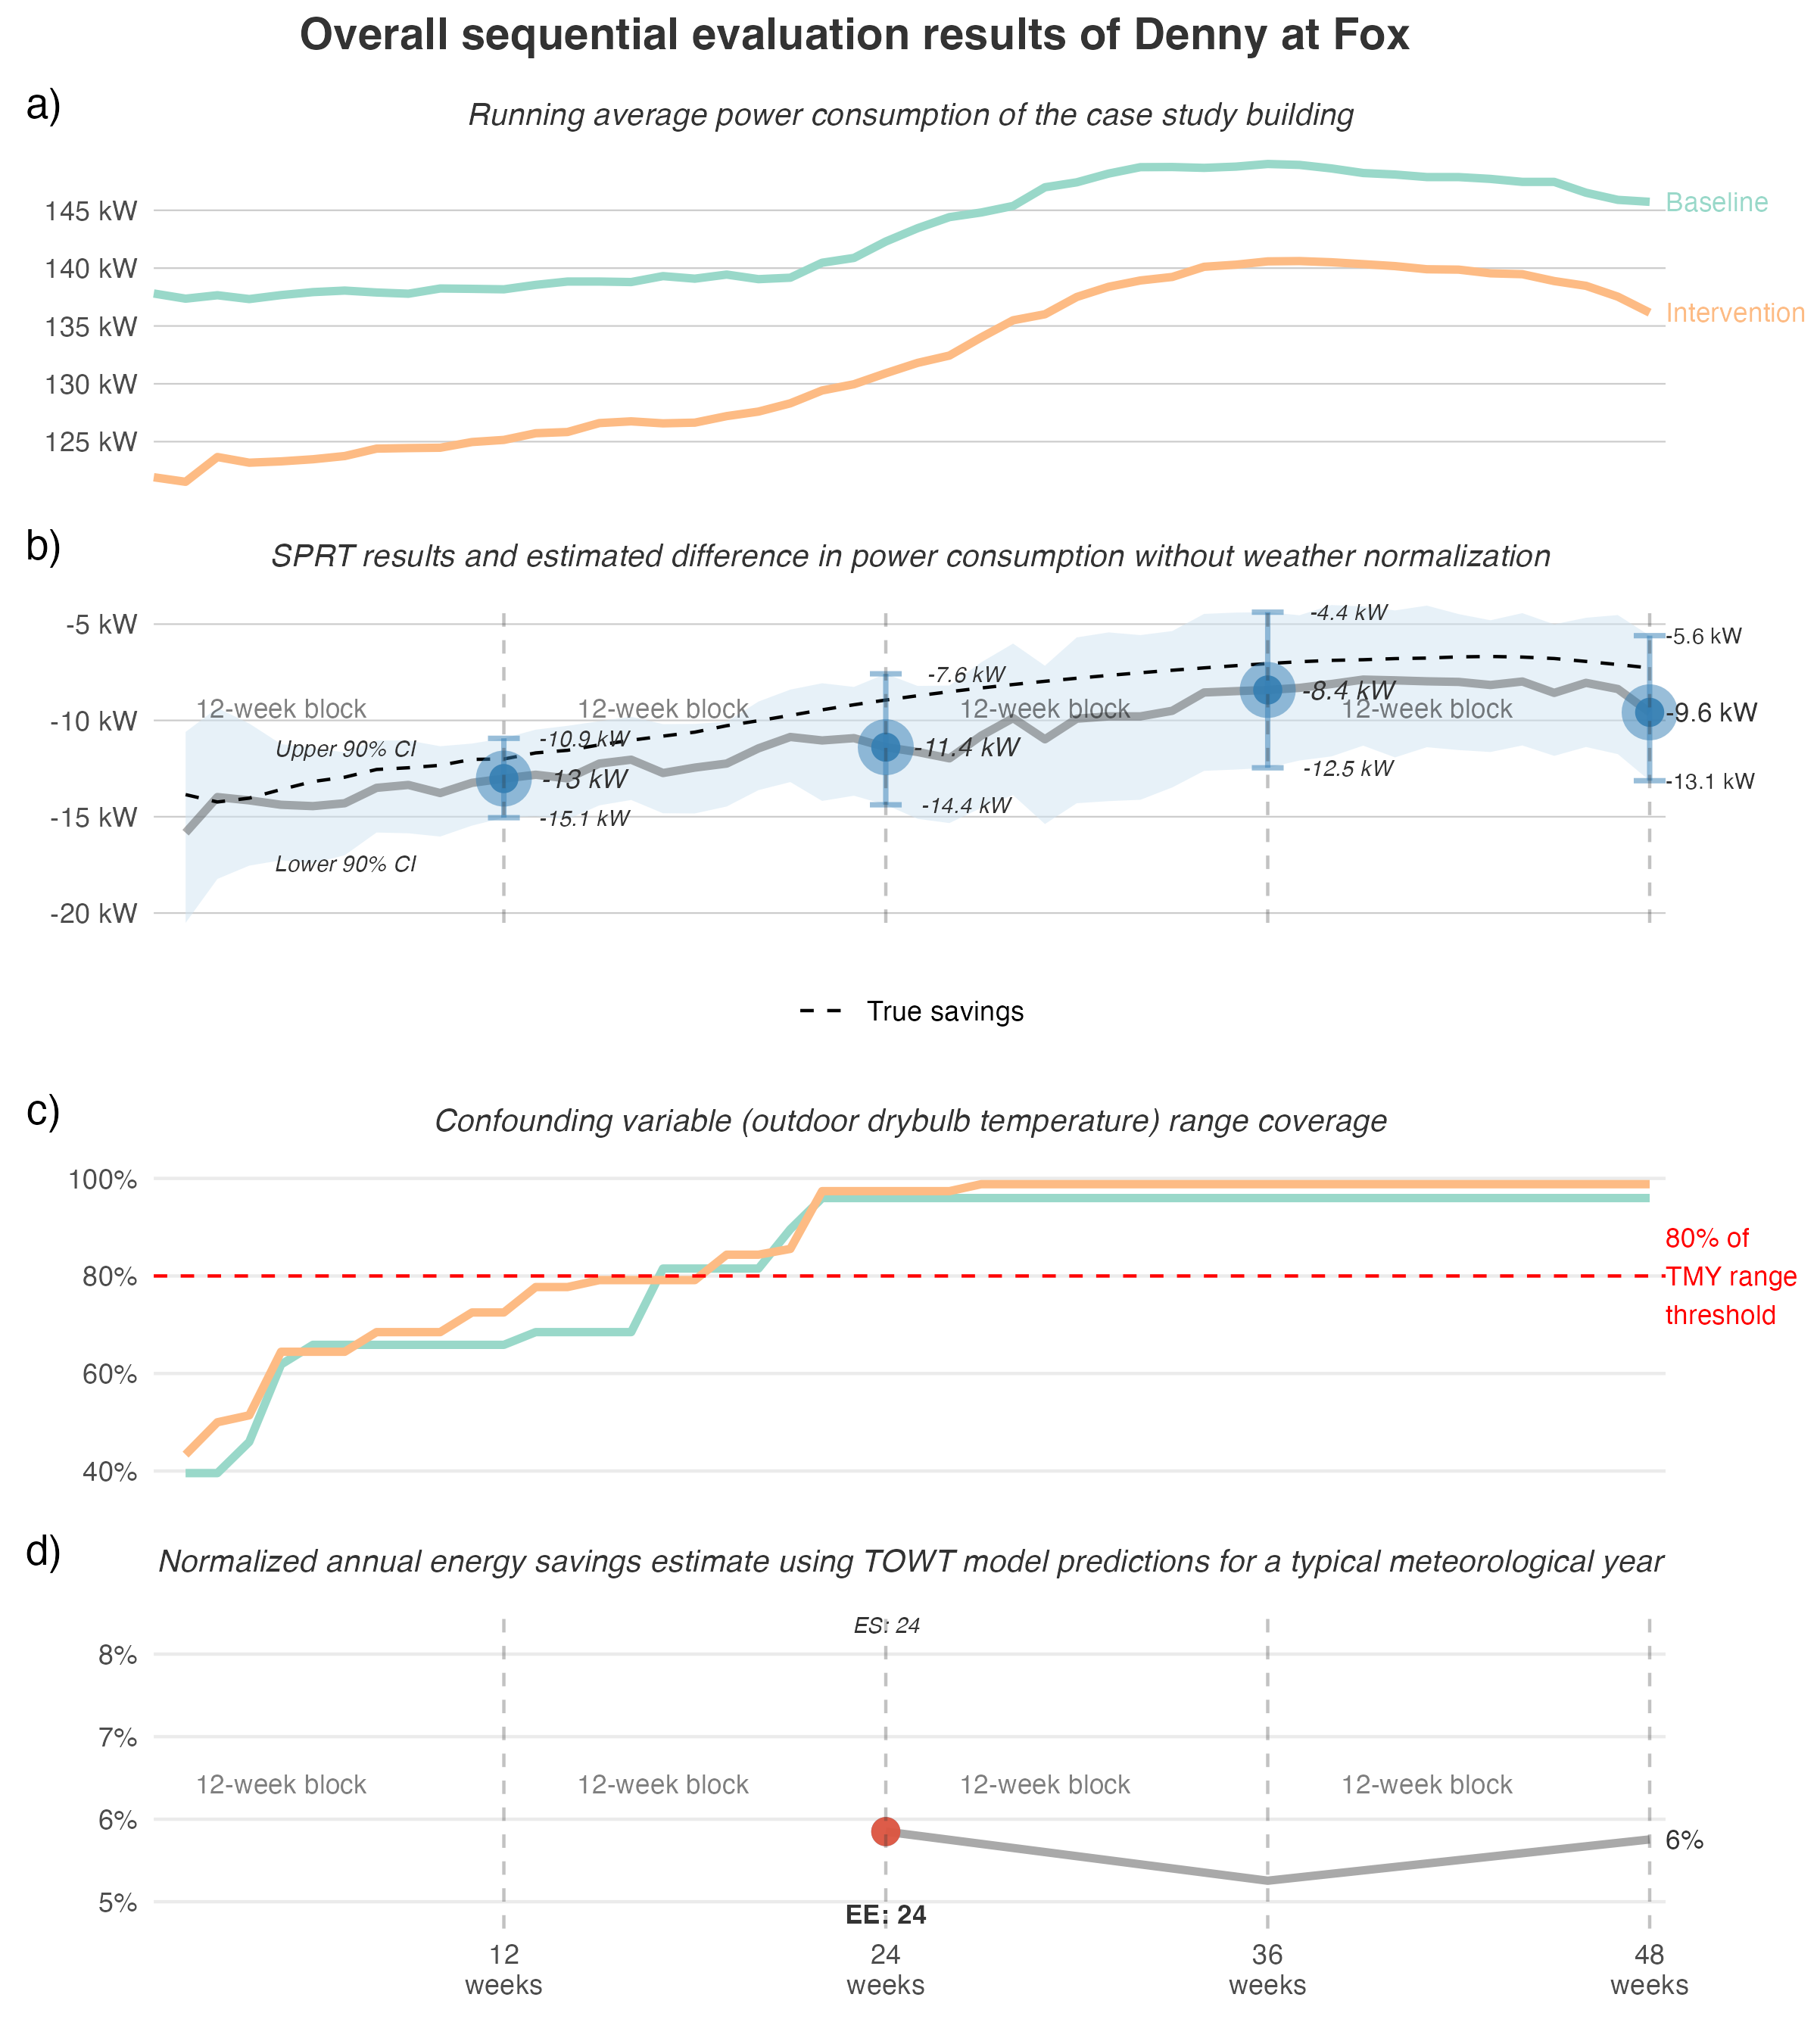 Overall sequential evaluation results of Denny at Fox
a)
Running average power consumption of the case study building
145 kW
140 kW
135 kW
130 kW
125 kW
Baseline
Intervention
b)
SPRT results and estimated difference in power consumption without weather normalization
-5 kW
-10 kW
-15 kW
-20 kW
12-week block
12-week block
12-week block
12-week block
Upper 90% CI
Lower 90% CI
-10.9 kW
-13 kW
-15.1 kW
-7.6 kW
-11.4 kW
-14.4 kW
-4.4 kW
-8.4 kW
-12.5 kW
-5.6 kW
-9.6 kW
-13.1 kW
True savings
c)
Confounding variable (outdoor drybulb temperature) range coverage
100%
80%
60%
40%
80% of
TMY range
threshold
d)
Normalized annual energy savings estimate using TOWT model predictions for a typical meteorological year
8%
7%
6%
5%
ES: 24
12-week block
12-week block
12-week block
12-week block
6%
EE: 24
12
weeks
24
weeks
36
weeks
48
weeks